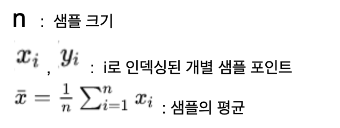 n : 샘플 크기
xᵢ , yᵢ : i로 인덱싱된 개별 샘플 포인트
x̄ = 1/n ∑ⁿᵢ₌₁ xᵢ : 샘플의 평균